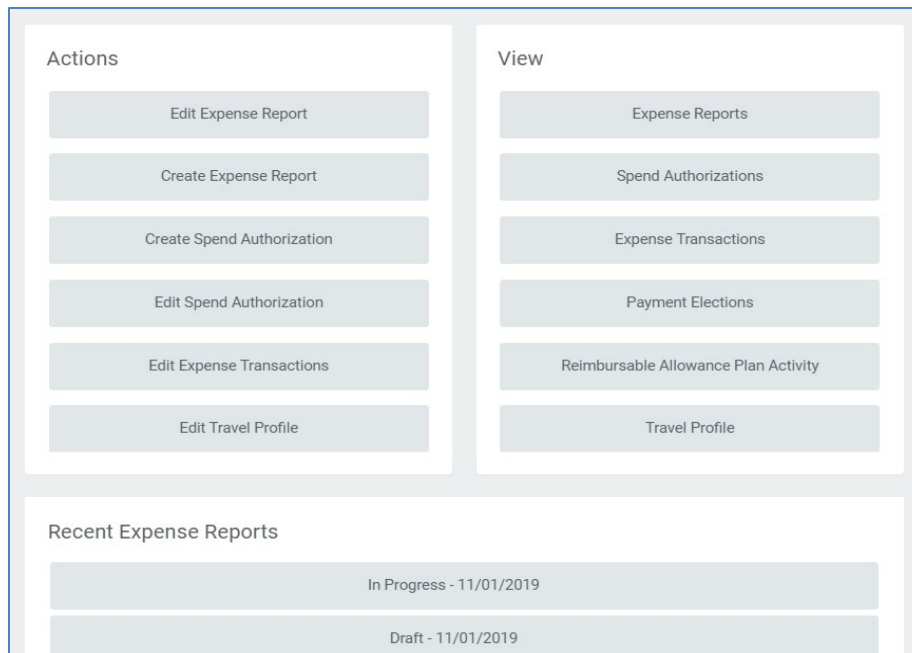 Actions
Edit Expense Report
Create Expense Report
Create Spend Authorization
Edit Spend Authorization
Edit Expense Transactions
Edit Travel Profile
View
Expense Reports
Spend Authorizations
Expense Transactions
Payment Elections
Reimbursable Allowance Plan Activity
Travel Profile
Recent Expense Reports
In Progress - 11/01/2019
Draft - 11/01/2019